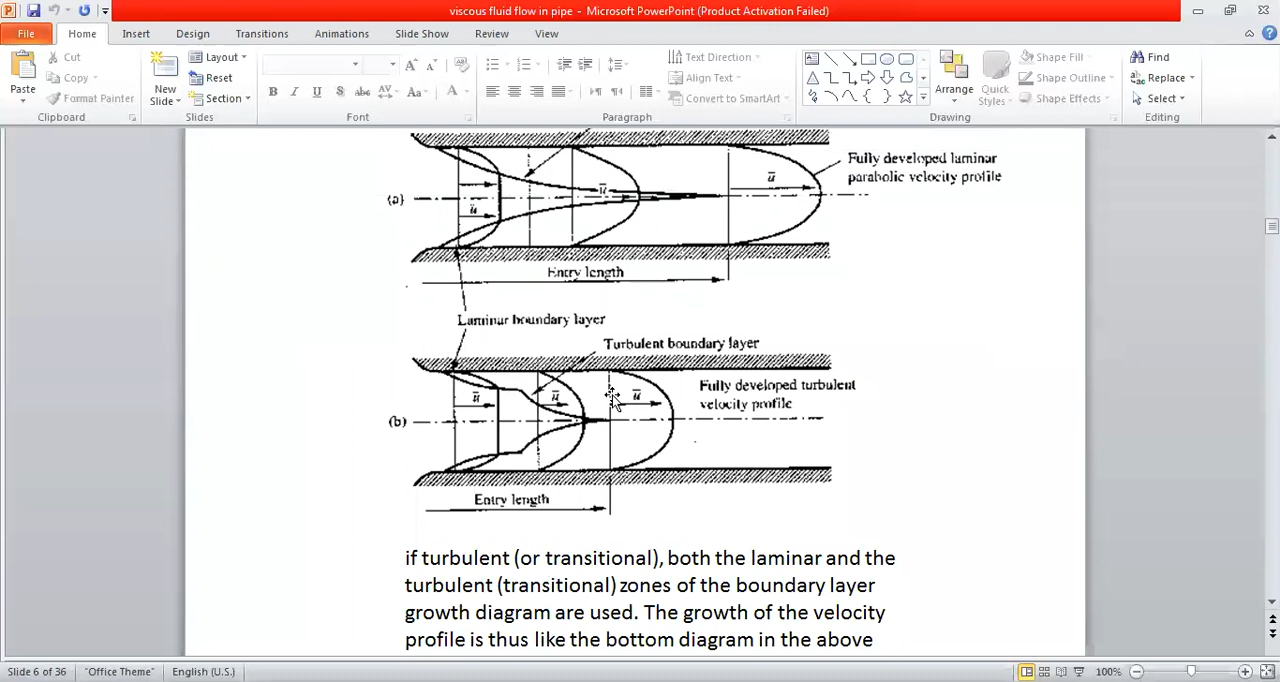 viscous fluid flow in pipe - Microsoft PowerPoint (Product Activation Failed)
File Home Insert Design Transitions Animations Slide Show Review View
Cut
Copy
Format Painter
Paste
Clipboard
New Slide
Layout
Reset
Section
Slides
B I U S abc AV Aa A
Font
Paragraph
Text Direction
Align Text
Convert to SmartArt
Arrange
Quick Styles
Shape Fill
Shape Outline
Shape Effects
Drawing
Find
Replace
Select
Editing
Fully developed laminar
parabolic velocity profile
(a)
ū
ū
ū
Entry length
Laminar boundary layer
Turbulent boundary layer
Fully developed turbulent
velocity profile
(b)
ū
ū
ū
Entry length
if turbulent (or transitional), both the laminar and the
turbulent (transitional) zones of the boundary layer
growth diagram are used. The growth of the velocity
profile is thus like the bottom diagram in the above
Slide 6 of 36 "Office Theme" English (U.S.) 100%